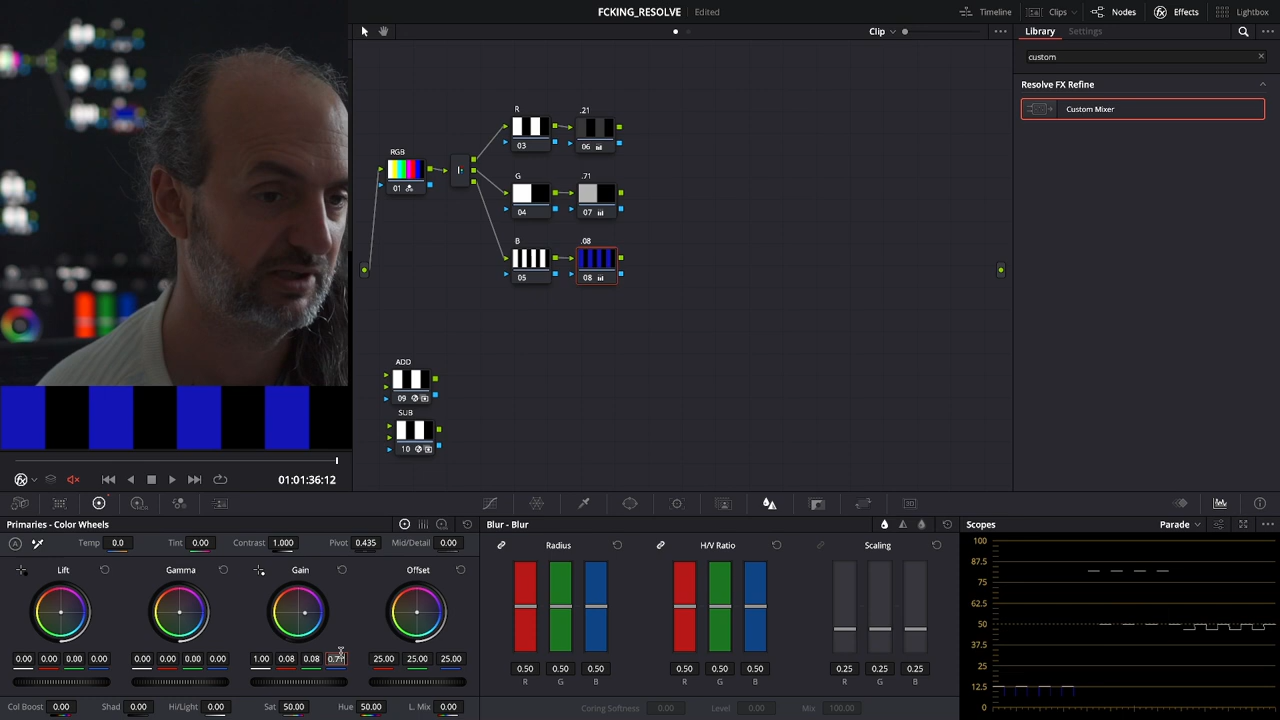 FCKING_RESOLVE Edited
Timeline Clips Nodes Effects Lightbox
Clip
Library Settings
custom
Resolve FX Refine
Custom Mixer
RGB
01
R
03
.21
06
G
04
.71
07
B
05
.08
08
ADD
09
SUB
10
01:01:36:12
Primaries - Color Wheels
Temp 0.0 Tint 0.00 Contrast 1.000 Pivot 0.435 Mid/Detail 0.00
Lift Gamma Gain Offset
0.00 0.00 0.00 0.00 0.00 0.00 0.00 0.00 1.00 0.08 0.08 25.00 25.00 25.00
Col Boost 0.00 Shad 0.00 Hi/Light 0.00 Sat 50.0 Hue 50.00 L. Mix 0.00
Blur - Blur
Radius H/V Ratio Scaling
0.50 0.50 0.50 0.50 0.50 0.50 0.25 0.25 0.25
R G B R G B R G B
Coring Softness 0.00 Level 0.00 Mix 100.00
Scopes Parade
100
87.5
75
62.5
50
37.5
25
12.5
0